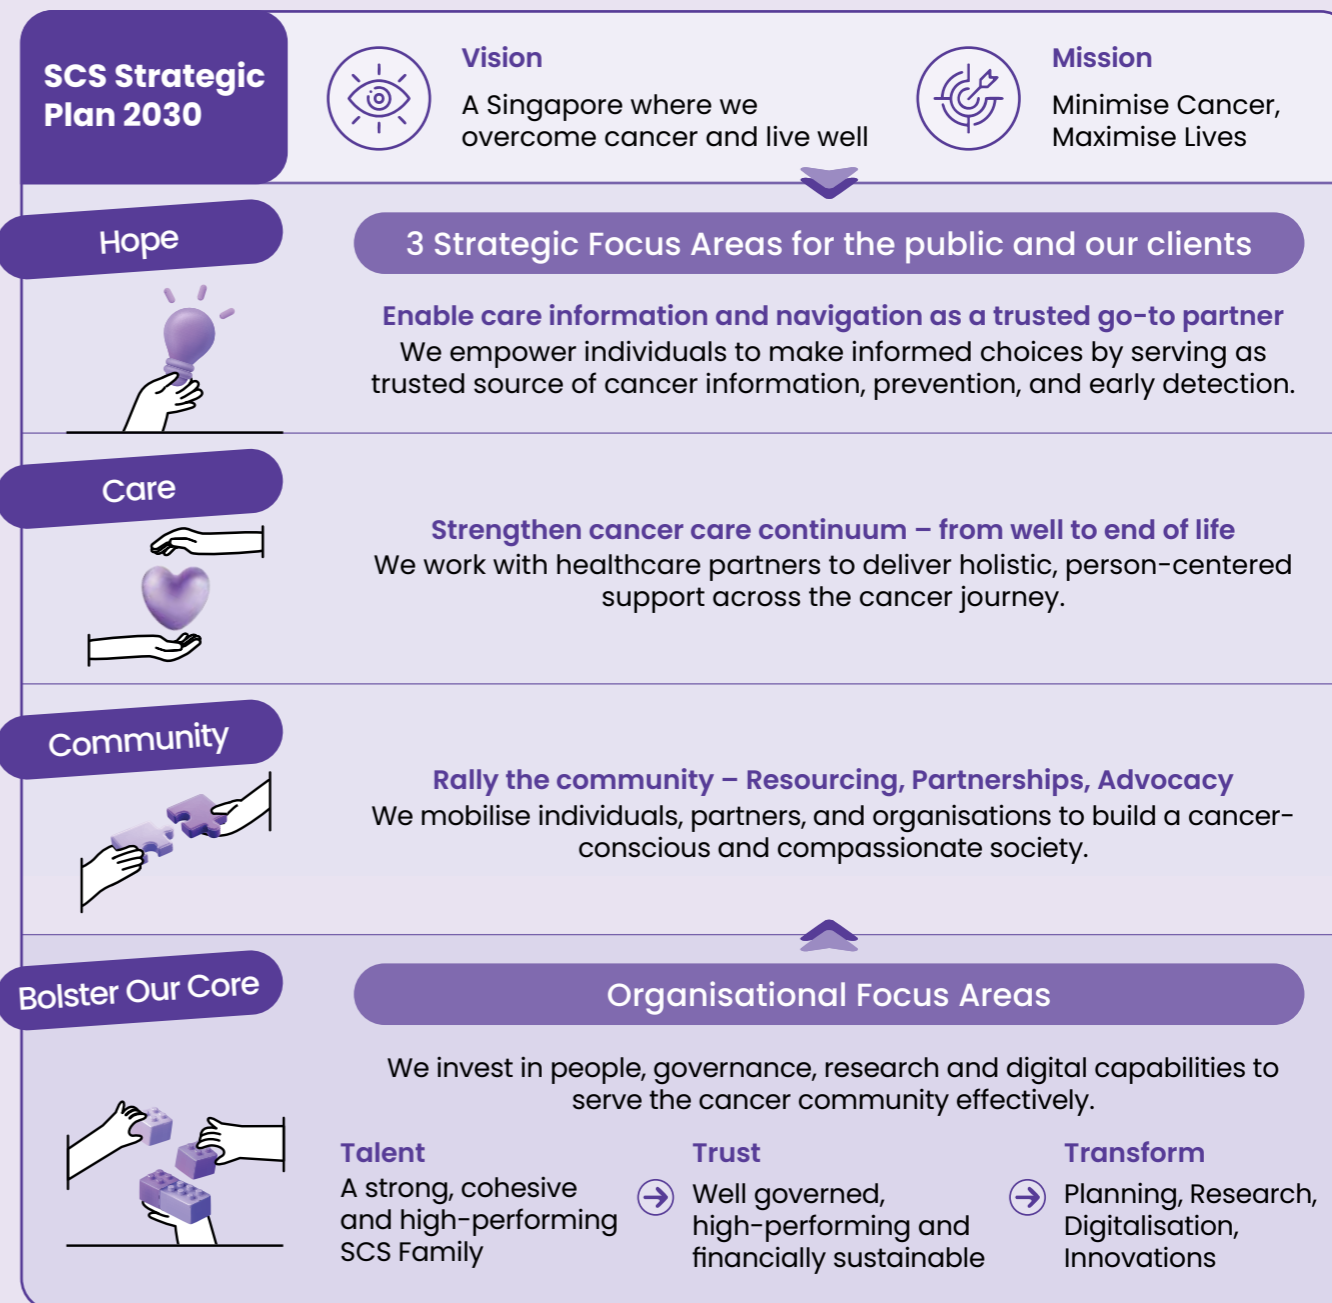 SCS Strategic
Plan 2030
Vision
A Singapore where we
overcome cancer and live well
Mission
Minimise Cancer,
Maximise Lives
Hope
3 Strategic Focus Areas for the public and our clients
Enable care information and navigation as a trusted go-to partner
We empower individuals to make informed choices by serving as
trusted source of cancer information, prevention, and early detection.
Care
Strengthen cancer care continuum – from well to end of life
We work with healthcare partners to deliver holistic, person-centered
support across the cancer journey.
Community
Rally the community – Resourcing, Partnerships, Advocacy
We mobilise individuals, partners, and organisations to build a cancer-
conscious and compassionate society.
Bolster Our Core
Organisational Focus Areas
We invest in people, governance, research and digital capabilities to
serve the cancer community effectively.
Talent
A strong, cohesive
and high-performing
SCS Family
Trust
Well governed,
high-performing and
financially sustainable
Transform
Planning, Research,
Digitalisation,
Innovations